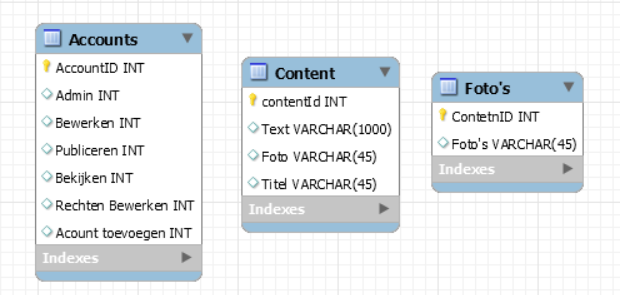 Accounts
AccountID INT
Admin INT
Bewerken INT
Publiceren INT
Bekijken INT
Rechten Bewerken INT
Acount toevoegen INT
Indexes
Content
contentId INT
Text VARCHAR(1000)
Foto VARCHAR(45)
Titel VARCHAR(45)
Indexes
Foto's
ContetnID INT
Foto's VARCHAR(45)
Indexes